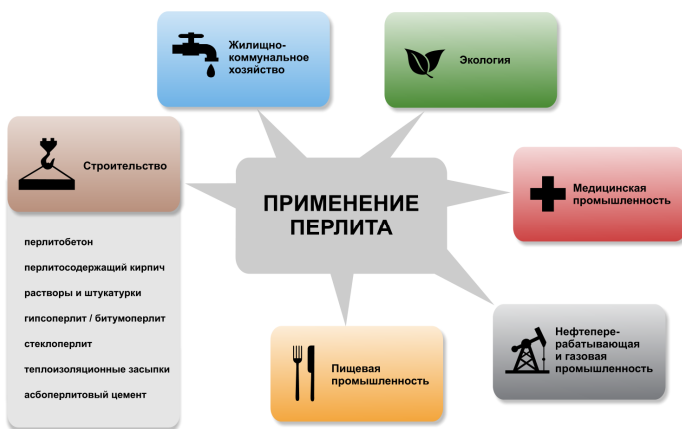 Жилищно-
коммунальное
хозяйство
Экология
Строительство
ПРИМЕНЕНИЕ
ПЕРЛИТА
Медицинская
промышленность
перлитобетон
перлитосодержащий кирпич
растворы и штукатурки
гипсоперлит / битумоперлит
стеклоперлит
теплоизоляционные засыпки
асбоперлитовый цемент
Пищевая
промышленность
Нефтепере-
рабатывающая
и газовая
промышленность